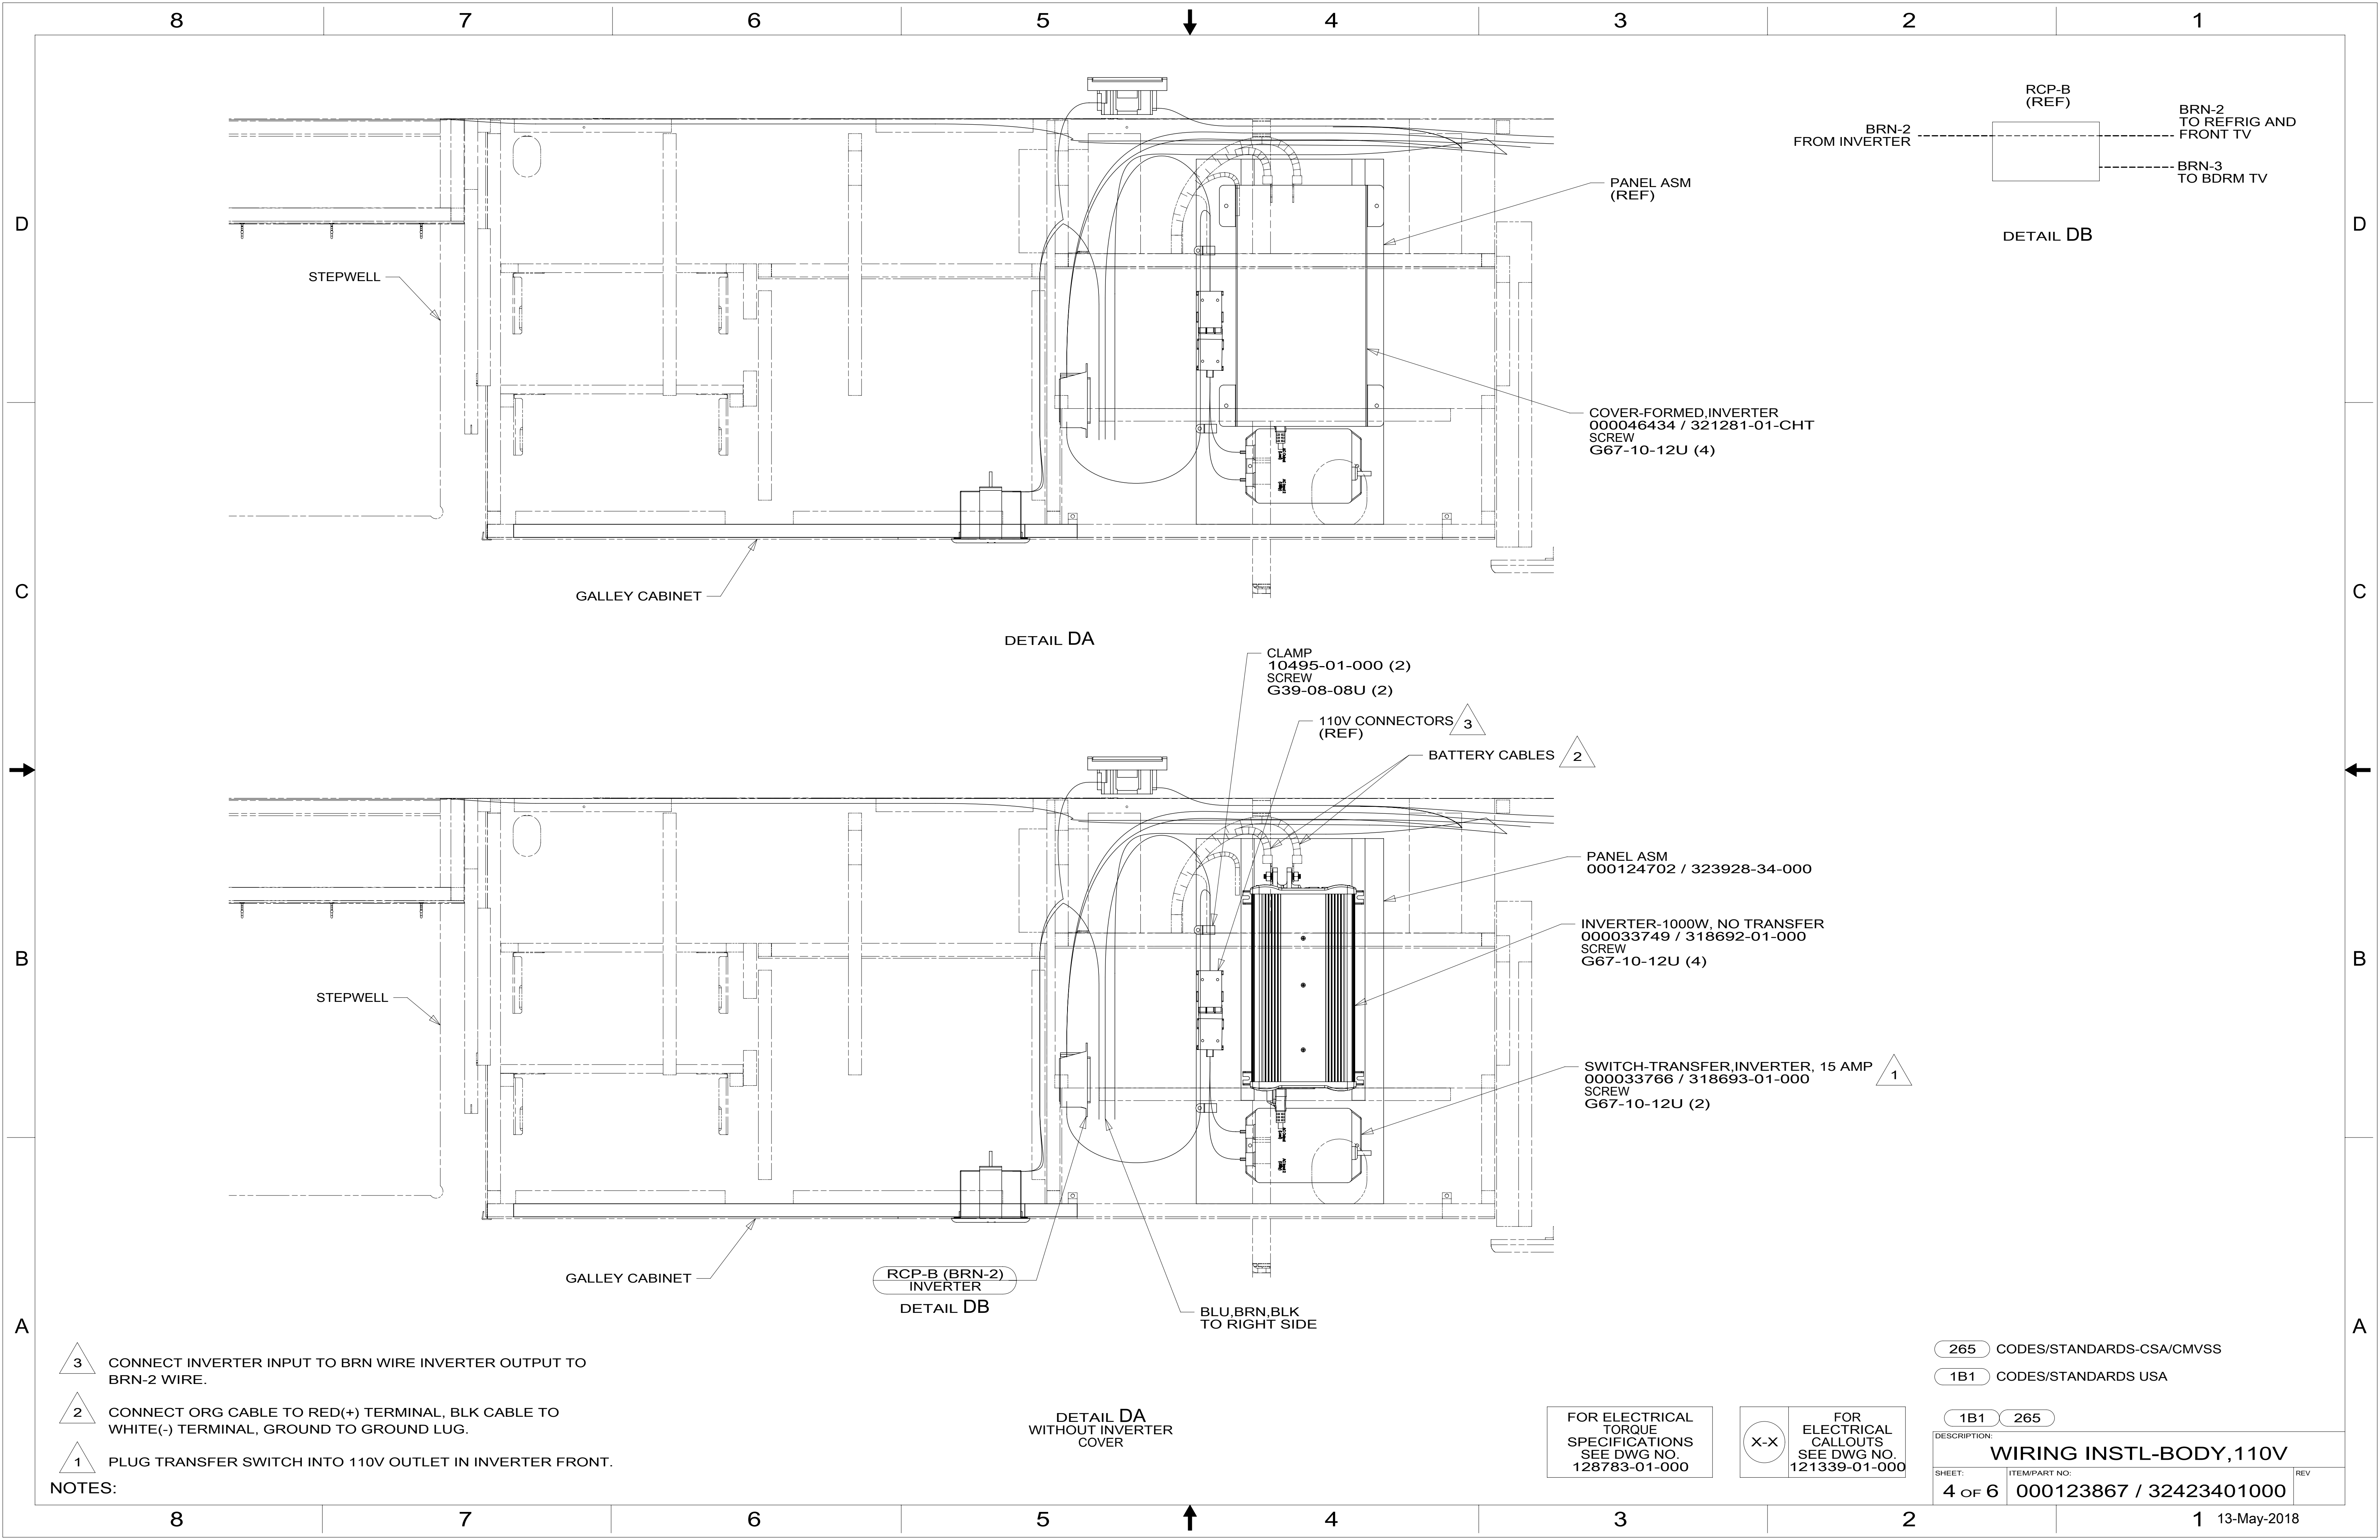 8 7 6 5 4 3 2 1
D
D
C
C
B
B
A
A
RCP-B
(REF)
BRN-2
FROM INVERTER
BRN-2
TO REFRIG AND
FRONT TV
BRN-3
TO BDRM TV
DETAIL DB
PANEL ASM
(REF)
STEPWELL
COVER-FORMED,INVERTER
000046434 / 321281-01-CHT
SCREW
G67-10-12U (4)
GALLEY CABINET
DETAIL DA
CLAMP
10495-01-000 (2)
SCREW
G39-08-08U (2)
110V CONNECTORS 3
(REF)
BATTERY CABLES 2
PANEL ASM
000124702 / 323928-34-000
INVERTER-1000W, NO TRANSFER
000033749 / 318692-01-000
SCREW
G67-10-12U (4)
STEPWELL
SWITCH-TRANSFER,INVERTER, 15 AMP 1
000033766 / 318693-01-000
SCREW
G67-10-12U (2)
GALLEY CABINET
RCP-B (BRN-2)
INVERTER
DETAIL DB
BLU,BRN,BLK
TO RIGHT SIDE
3 CONNECT INVERTER INPUT TO BRN WIRE INVERTER OUTPUT TO
BRN-2 WIRE.
2 CONNECT ORG CABLE TO RED(+) TERMINAL, BLK CABLE TO
WHITE(-) TERMINAL, GROUND TO GROUND LUG.
1 PLUG TRANSFER SWITCH INTO 110V OUTLET IN INVERTER FRONT.
NOTES:
DETAIL DA
WITHOUT INVERTER
COVER
FOR ELECTRICAL
TORQUE
SPECIFICATIONS
SEE DWG NO.
128783-01-000
X-X
FOR
ELECTRICAL
CALLOUTS
SEE DWG NO.
121339-01-000
265 CODES/STANDARDS-CSA/CMVSS
1B1 CODES/STANDARDS USA
1B1 265
DESCRIPTION:
WIRING INSTL-BODY,110V
SHEET:
4 OF 6
ITEM/PART NO:
000123867 / 32423401000
REV
8 7 6 5 4 3 2 1
13-May-2018